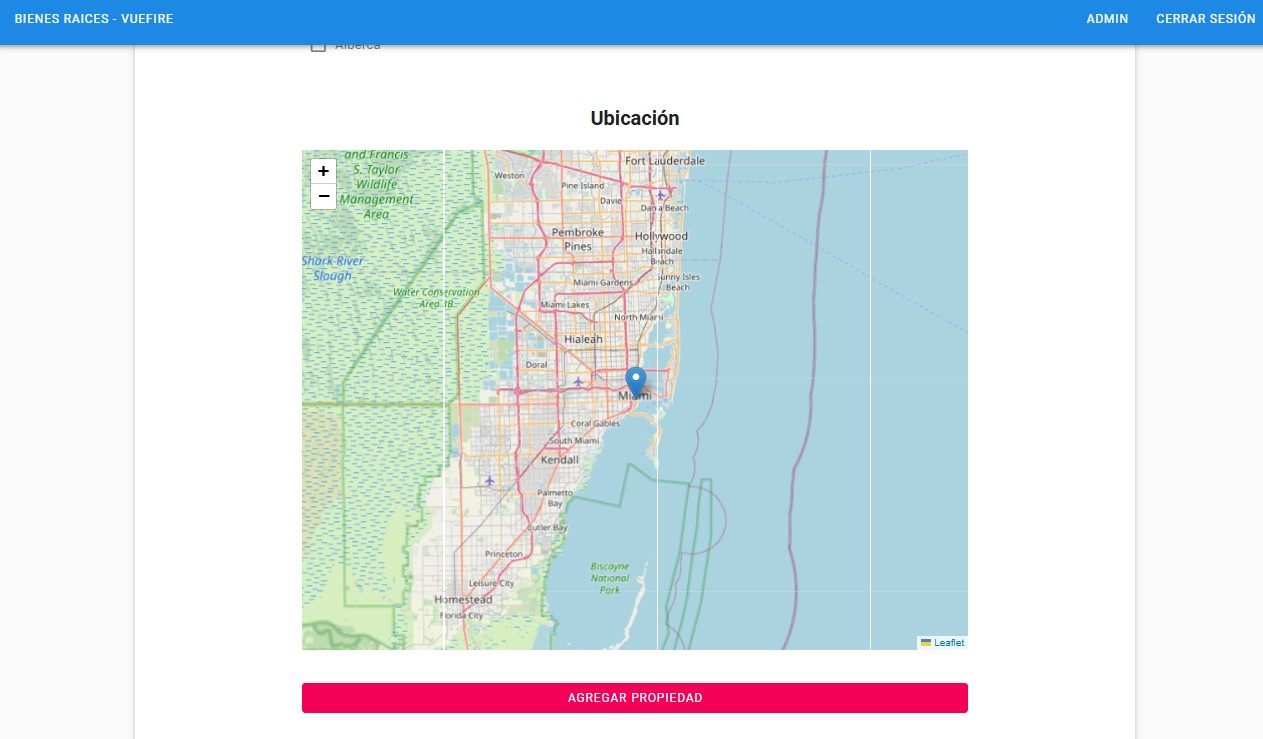 BIENES RAICES - VUEFIRE
ADMIN
CERRAR SESIÓN
Alberca
Ubicación
+
−
and Francis
S. Taylor
Wildlife
Management
Area
Fort Lauderdale
Weston
Pine Island
Davie
Dania Beach
Pembroke
Pines
Hollywood
Hallandale
Beach
Shark River
Slough
Sunny Isles
Beach
Miami Gardens
Water Conservation
Area 3B
Miami Lakes
North Miami
Hialeah
Doral
Miami
Coral Gables
South Miami
Kendall
Palmetto
Bay
Cutler Bay
Princeton
Biscayne
National
Park
Leisure City
Homestead
Florida City
Leaflet
AGREGAR PROPIEDAD